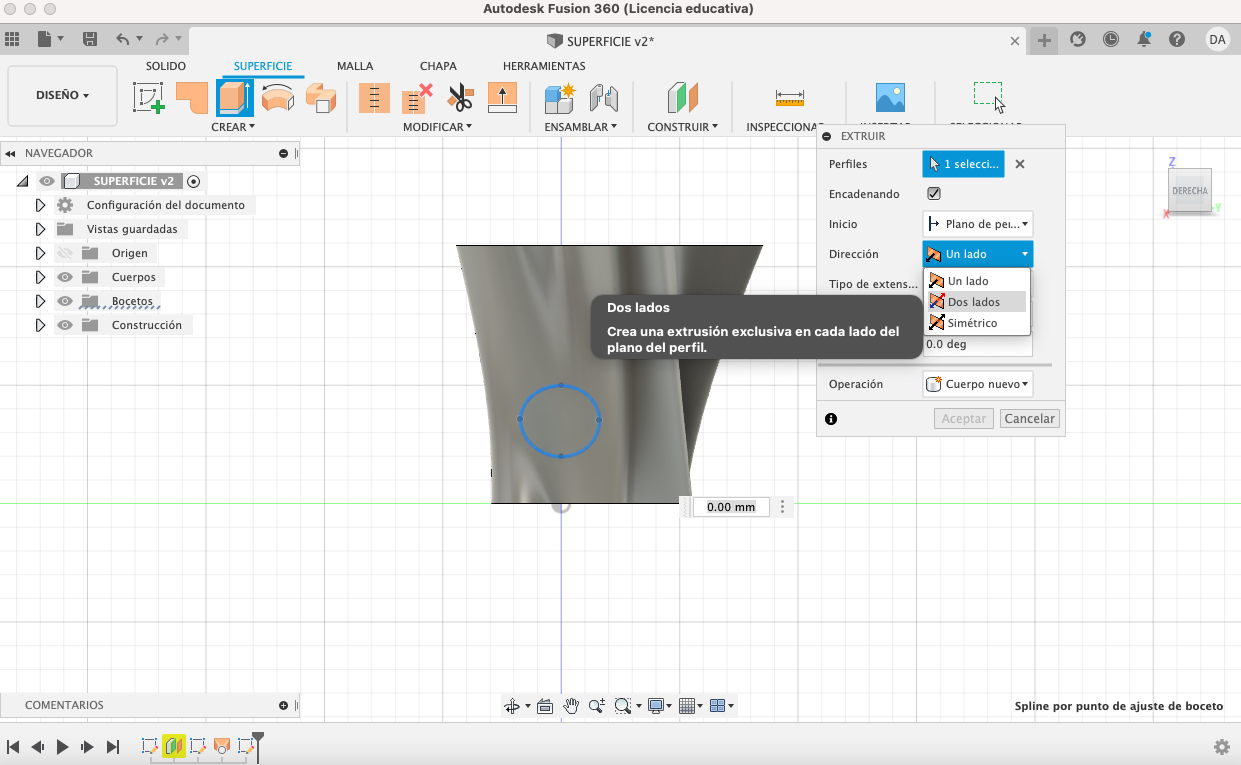 Autodesk Fusion 360 (Licencia educativa)
SUPERFICIE v2*
DA
SOLIDO
SUPERFICIE
MALLA
CHAPA
HERRAMIENTAS
DISEÑO
CREAR
MODIFICAR
ENSAMBLAR
CONSTRUIR
INSPECCIONAR
INSERTAR
SELECCIONAR
NAVEGADOR
SUPERFICIE v2
Configuración del documento
Vistas guardadas
Origen
Cuerpos
Bocetos
Construcción
EXTRUIR
Perfiles
1 selecci...
Encadenando
Inicio
Plano de per...
Dirección
Un lado
Tipo de extens...
Un lado
Dos lados
Simétrico
0.0 deg
Operación
Cuerpo nuevo
Aceptar
Cancelar
Dos lados
Crea una extrusión exclusiva en cada lado del
plano del perfil.
0.00 mm
Z
DERECHA
X
Y
COMENTARIOS
Spline por punto de ajuste de boceto